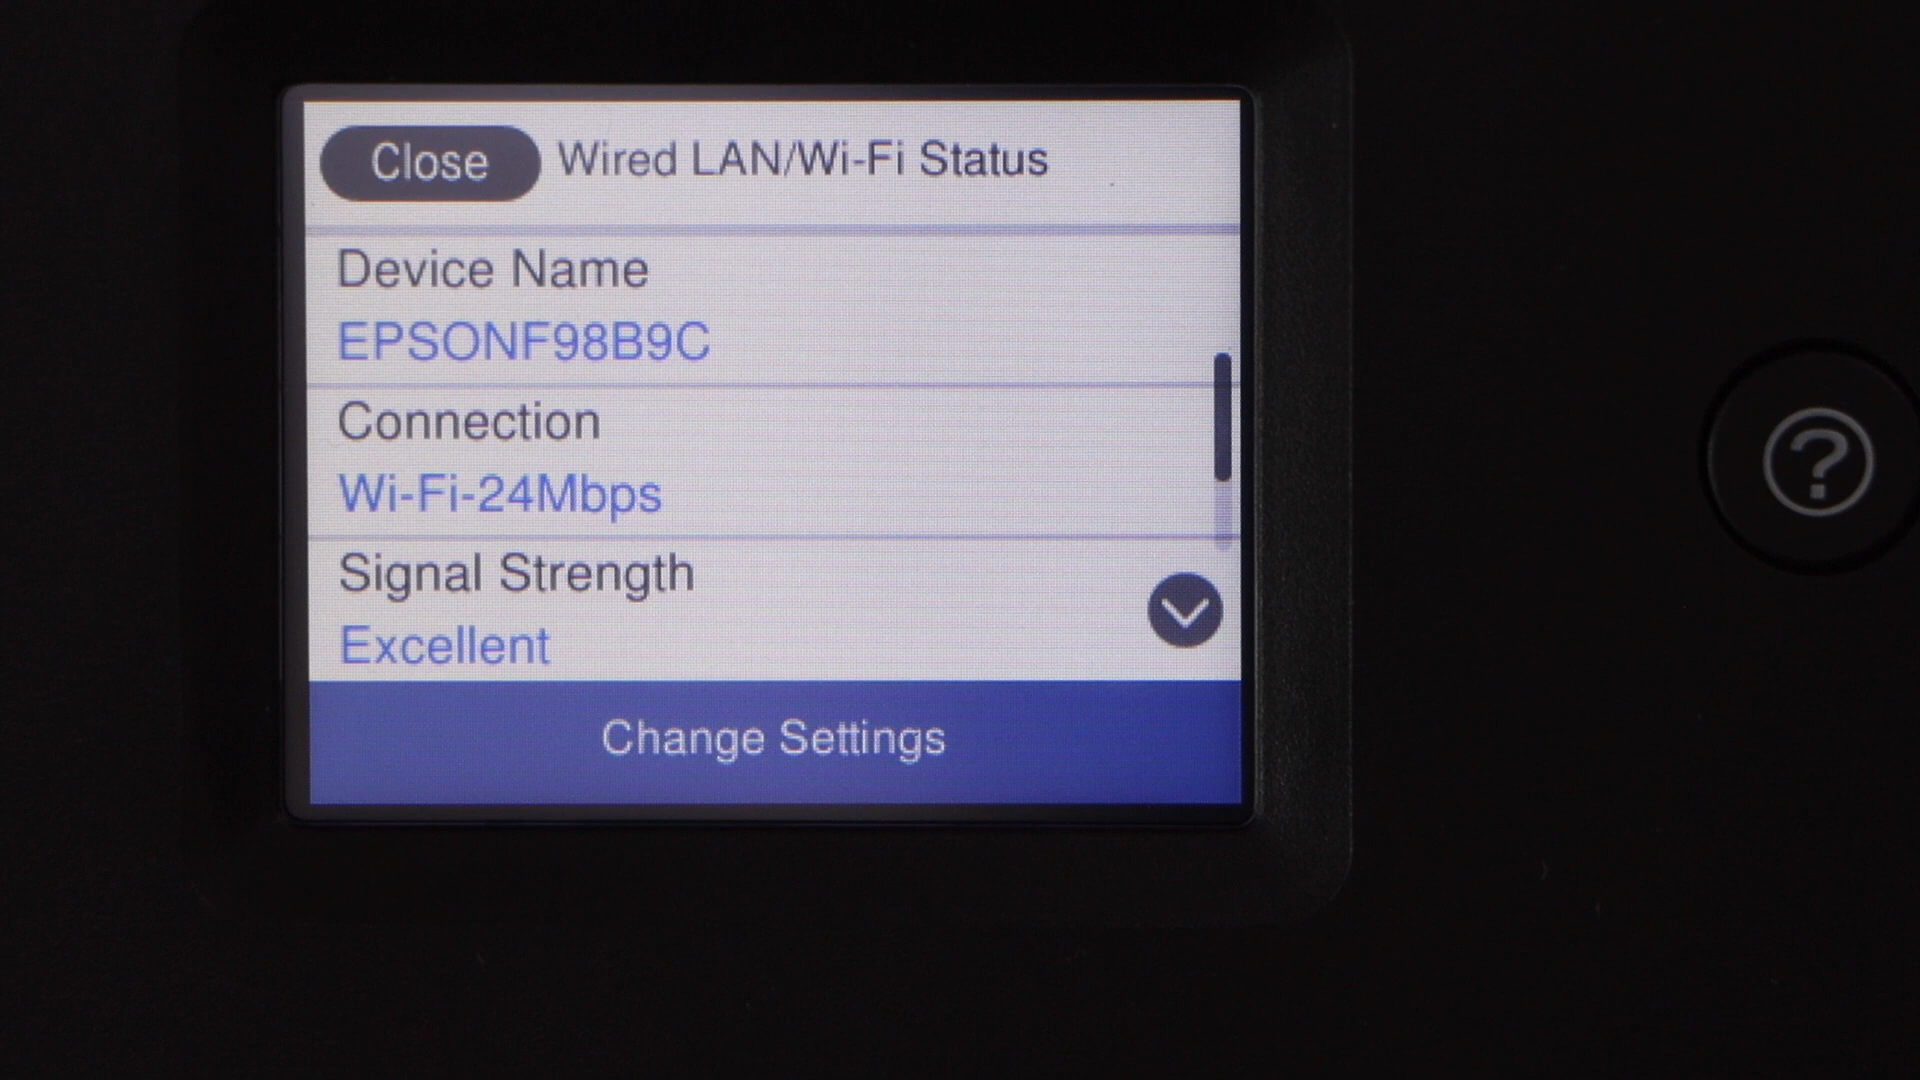 Close Wired LAN/Wi-Fi Status
Device Name
EPSONF98B9C
Connection
Wi-Fi-24Mbps
Signal Strength
Excellent
Change Settings
?